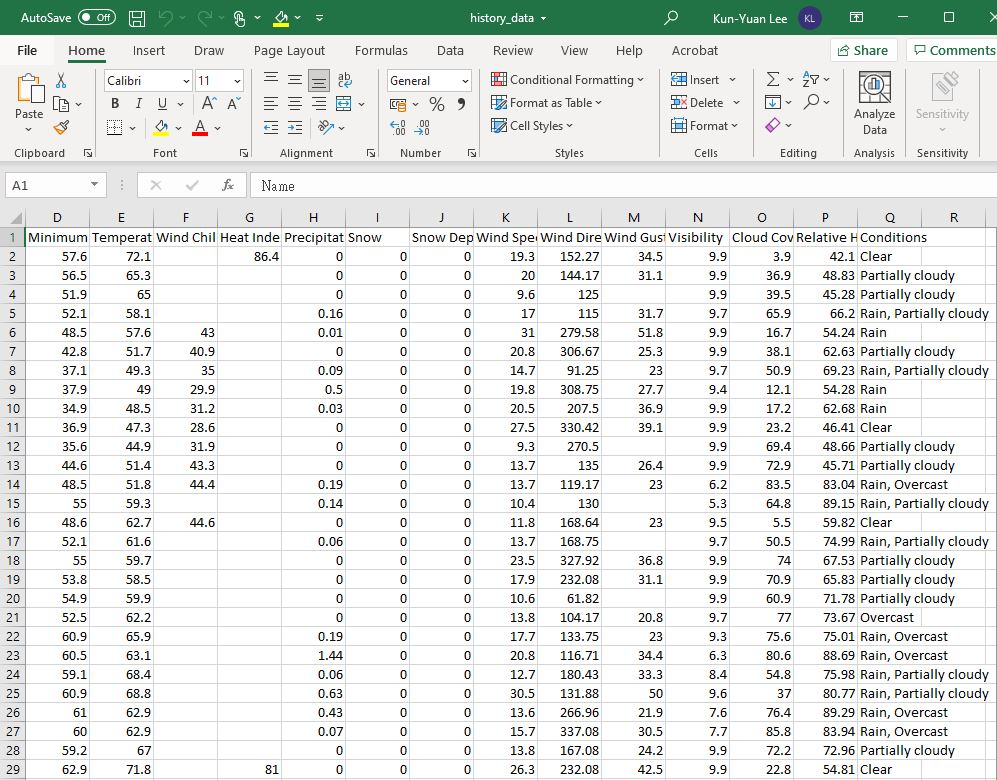 AutoSave Off history_data Kun-Yuan Lee KL
File Home Insert Draw Page Layout Formulas Data Review View Help Acrobat Share Comments
Calibri 11 General Conditional Formatting Insert
Paste B I U Format as Table Delete Analyze Data Sensitivity
Cell Styles Format
Clipboard Font Alignment Number Styles Cells Editing Analysis Sensitivity
A1 fx Name
D E F G H I J K L M N O P Q R
1 Minimum Temperat Wind Chil Heat Inde Precipitat Snow Snow Dep Wind Spe Wind Dire Wind Gus Visibility Cloud Cov Relative H Conditions
2 57.6 72.1 86.4 0 0 0 19.3 152.27 34.5 9.9 3.9 42.1 Clear
3 56.5 65.3 0 0 0 20 144.17 31.1 9.9 36.9 48.83 Partially cloudy
4 51.9 65 0 0 0 9.6 125 9.9 39.5 45.28 Partially cloudy
5 52.1 58.1 0.16 0 0 17 115 31.7 9.7 65.9 66.2 Rain, Partially cloudy
6 48.5 57.6 43 0.01 0 0 31 279.58 51.8 9.9 16.7 54.24 Rain
7 42.8 51.7 40.9 0 0 0 20.8 306.67 25.3 9.9 38.1 62.63 Partially cloudy
8 37.1 49.3 35 0.09 0 0 14.7 91.25 23 9.7 50.9 69.23 Rain, Partially cloudy
9 37.9 49 29.9 0.5 0 0 19.8 308.75 27.7 9.4 12.1 54.28 Rain
10 34.9 48.5 31.2 0.03 0 0 20.5 207.5 36.9 9.9 17.2 62.68 Rain
11 36.9 47.3 28.6 0 0 0 27.5 330.42 39.1 9.9 23.2 46.41 Clear
12 35.6 44.9 31.9 0 0 0 9.3 270.5 9.9 69.4 48.66 Partially cloudy
13 44.6 51.4 43.3 0 0 0 13.7 135 26.4 9.9 72.9 45.71 Partially cloudy
14 48.5 51.8 44.4 0.19 0 0 13.7 119.17 23 6.2 83.5 83.04 Rain, Overcast
15 55 59.3 0.14 0 0 10.4 130 5.3 64.8 89.15 Rain, Partially cloudy
16 48.6 62.7 44.6 0 0 0 11.8 168.64 23 9.5 5.5 59.82 Clear
17 52.1 61.6 0.06 0 0 13.7 168.75 9.7 50.5 74.99 Rain, Partially cloudy
18 55 59.7 0 0 0 23.5 327.92 36.8 9.9 74 67.53 Partially cloudy
19 53.8 58.5 0 0 0 17.9 232.08 31.1 9.9 70.9 65.83 Partially cloudy
20 54.9 59.9 0 0 0 10.6 61.82 9.9 60.9 71.78 Partially cloudy
21 52.5 62.2 0 0 0 13.8 104.17 20.8 9.7 77 73.67 Overcast
22 60.9 65.9 0.19 0 0 17.7 133.75 23 9.3 75.6 75.01 Rain, Overcast
23 60.5 63.1 1.44 0 0 20.8 116.71 34.4 6.3 80.6 88.69 Rain, Overcast
24 59.1 68.4 0.06 0 0 12.7 180.43 33.3 8.4 54.8 75.98 Rain, Partially cloudy
25 60.9 68.8 0.63 0 0 30.5 131.88 50 9.6 37 80.77 Rain, Partially cloudy
26 61 62.9 0.43 0 0 13.6 266.96 21.9 7.6 76.4 89.29 Rain, Overcast
27 60 62.9 0.07 0 0 15.7 337.08 30.5 7.7 85.8 83.94 Rain, Overcast
28 59.2 67 0 0 0 13.8 167.08 24.2 9.9 72.2 72.96 Partially cloudy
29 62.9 71.8 81 0 0 0 26.3 232.08 42.5 9.9 22.8 54.81 Clear